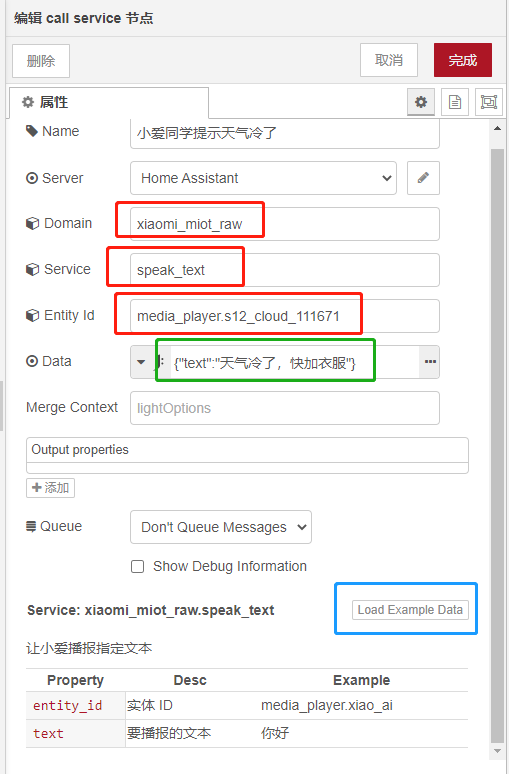 编辑 call service 节点
删除
取消
完成
属性
Name
小爱同学提示天气冷了
Server
Home Assistant
Domain
xiaomi_miot_raw
Service
speak_text
Entity Id
media_player.s12_cloud_111671
Data
{"text":"天气冷了，快加衣服"}
Merge Context
lightOptions
Output properties
添加
Queue
Don't Queue Messages
Show Debug Information
Service: xiaomi_miot_raw.speak_text
Load Example Data
让小爱播报指定文本
Property Desc Example
entity_id 实体 ID media_player.xiao_ai
text 要播报的文本 你好